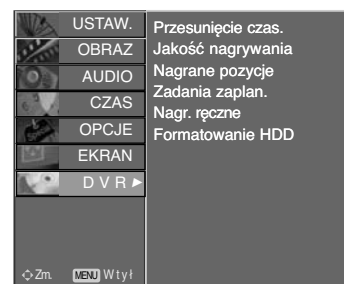 USTAW.
OBRAZ
AUDIO
CZAS
OPCJE
EKRAN
D V R
Przesunięcie czas.
Jakość nagrywania
Nagrane pozycje
Zadania zaplan.
Nagr. ręczne
Formatowanie HDD
Zm. MENU Wtył